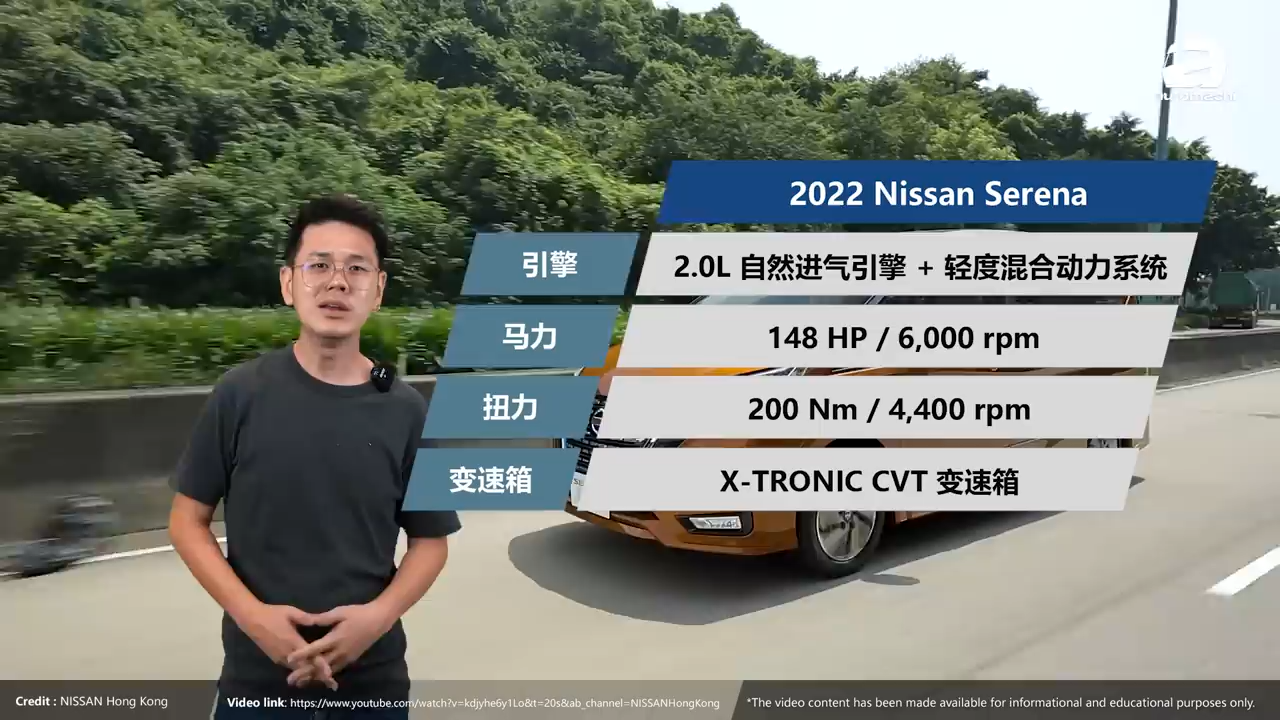 automachi
2022 Nissan Serena
引擎 2.0L 自然进气引擎 + 轻度混合动力系统
马力 148 HP / 6,000 rpm
扭力 200 Nm / 4,400 rpm
变速箱 X-TRONIC CVT 变速箱
Credit : NISSAN Hong Kong Video link: https://www.youtube.com/watch?v=kdjyhe6y1Lo&t=20s&ab_channel=NISSANHongKong *The video content has been made available for informational and educational purposes only.